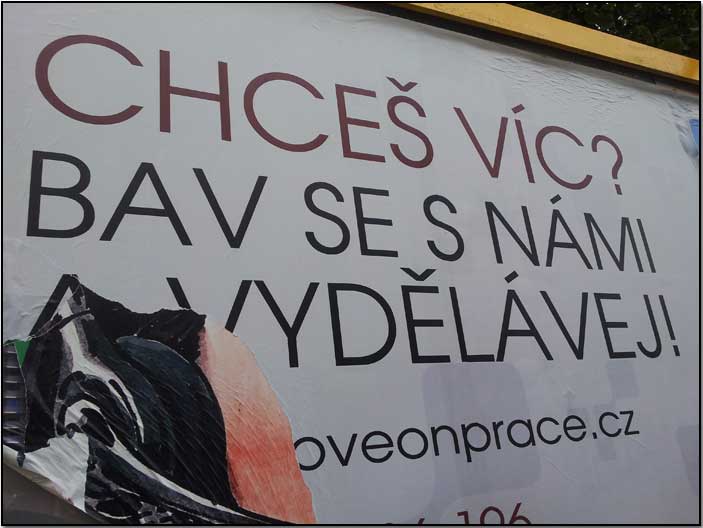 CHCEŠ VÍC?
BAV SE S NÁMI
A VYDĚLÁVEJ!
oveonprace.cz
106